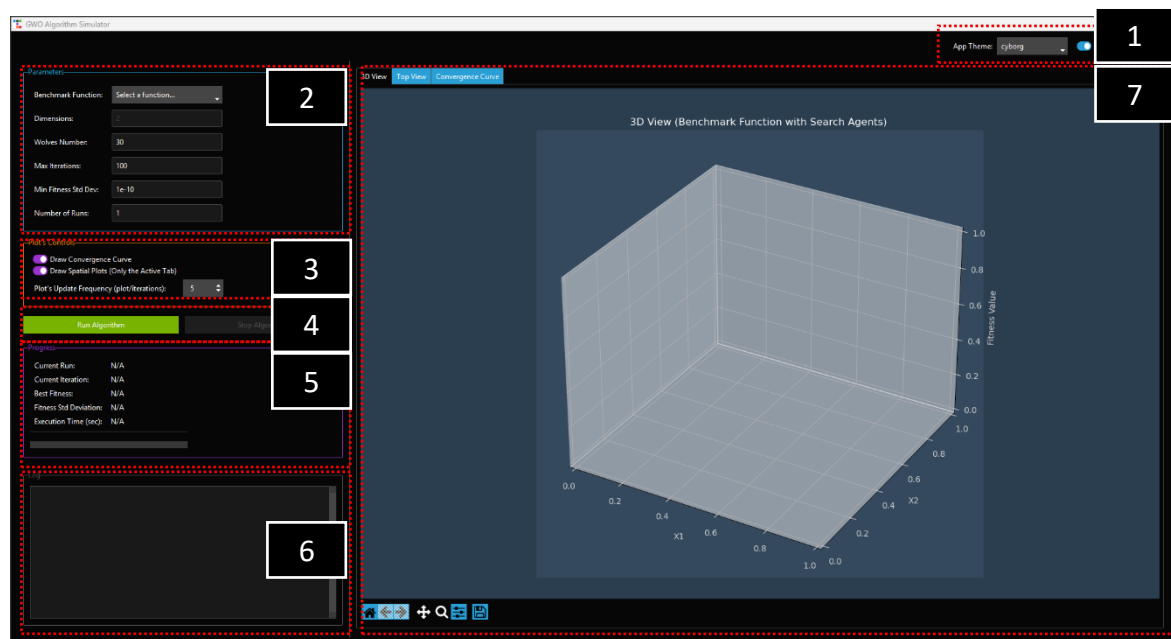 GWO Algorithm Simulator
App Theme: cyborg
1
Parameters
Benchmark Function: Select a function...
Dimensions: 2
Wolves Number: 30
Max Iterations: 100
Min Fitness Std Dev: 1e-10
Number of Runs: 1
2
Plot's Controls
Draw Convergence Curve
Draw Spatial Plots (Only the Active Tab)
Plot's Update Frequency (plot/iterations): 5
3
Run Algorithm
Stop
4
Progress
Current Run: N/A
Current Iteration: N/A
Best Fitness: N/A
Fitness Std Deviation: N/A
Execution Time (sec): N/A
5
Log
6
3D View Top View Convergence Curve
7
3D View (Benchmark Function with Search Agents)
1.0
0.8
0.6
0.4
0.2
0.0
Fitness Value
1.0
0.8
0.6
0.4
0.2
0.0
X2
0.0
0.2
0.4
0.6
0.8
1.0
X1